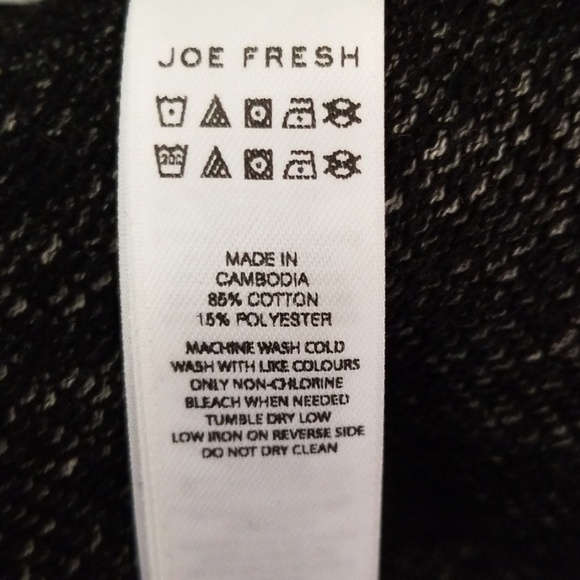 JOE FRESH
30C
MADE IN
CAMBODIA
85% COTTON
15% POLYESTER
MACHINE WASH COLD
WASH WITH LIKE COLOURS
ONLY NON-CHLORINE
BLEACH WHEN NEEDED
TUMBLE DRY LOW
LOW IRON ON REVERSE SIDE
DO NOT DRY CLEAN